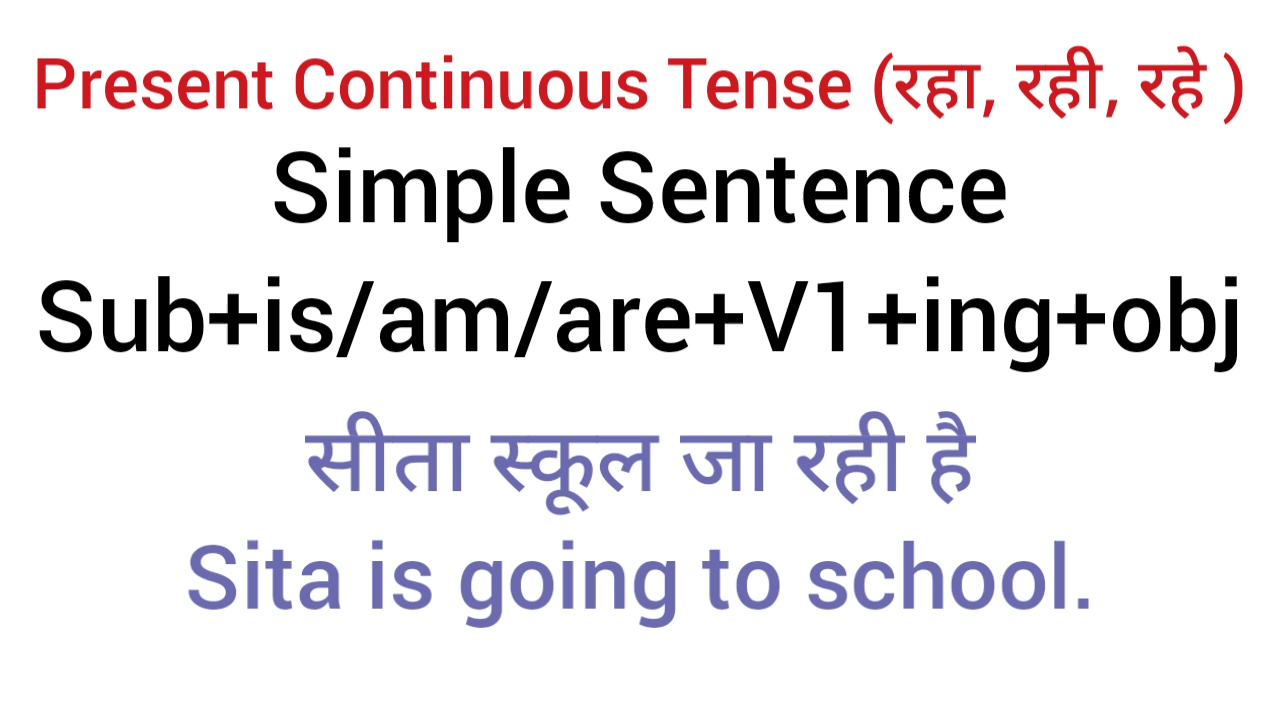 Present Continuous Tense (रहा, रही, रहे )
Simple Sentence
Sub+is/am/are+V1+ing+obj
सीता स्कूल जा रही है
Sita is going to school.